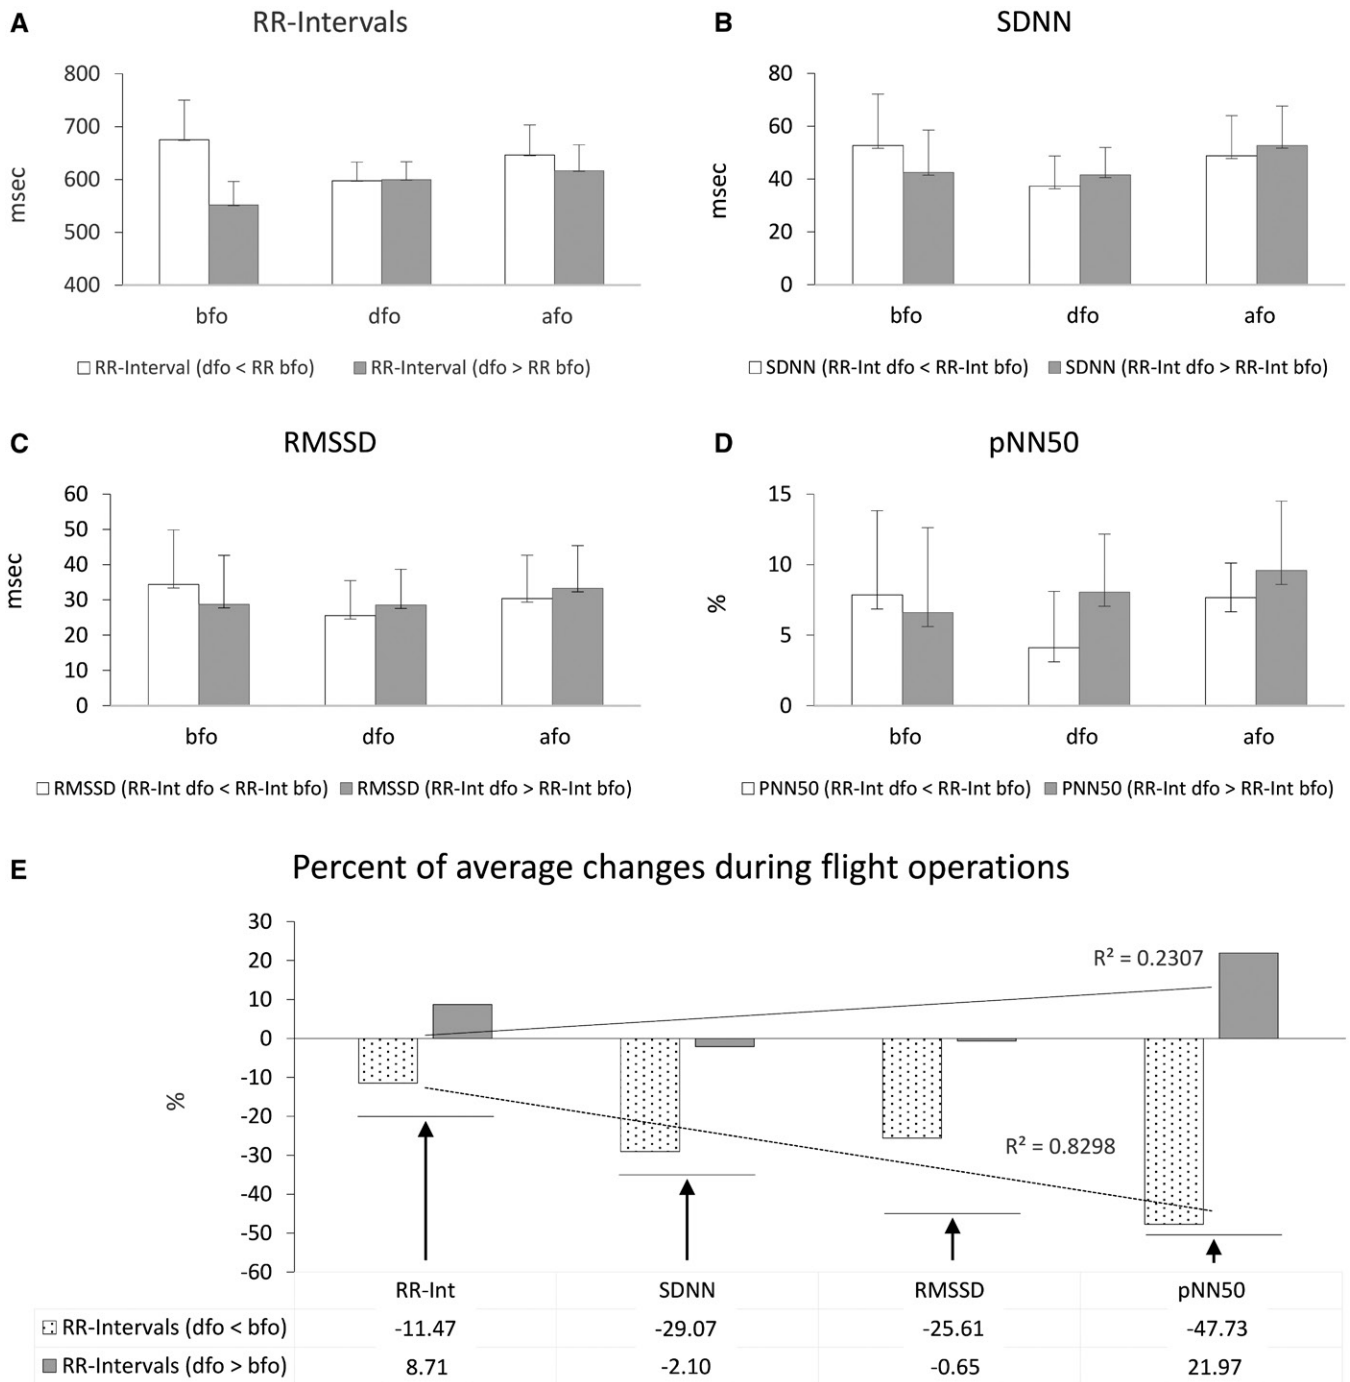 A
RR-Intervals
800
700
600
500
400
msec
bfo dfo afo
RR-Interval (dfo < RR bfo) RR-Interval (dfo > RR bfo)
B
SDNN
80
60
40
20
0
msec
bfo dfo afo
SDNN (RR-Int dfo < RR-Int bfo) SDNN (RR-Int dfo > RR-Int bfo)
C
RMSSD
60
50
40
30
20
10
0
msec
bfo dfo afo
RMSSD (RR-Int dfo < RR-Int bfo) RMSSD (RR-Int dfo > RR-Int bfo)
D
pNN50
15
10
5
0
%
bfo dfo afo
PNN50 (RR-Int dfo < RR-Int bfo) PNN50 (RR-Int dfo > RR-Int bfo)
E
Percent of average changes during flight operations
30
20
10
0
-10
-20
-30
-40
-50
-60
%
R² = 0.2307
R² = 0.8298
RR-Int SDNN RMSSD pNN50
RR-Intervals (dfo < bfo) -11.47 -29.07 -25.61 -47.73
RR-Intervals (dfo > bfo) 8.71 -2.10 -0.65 21.97